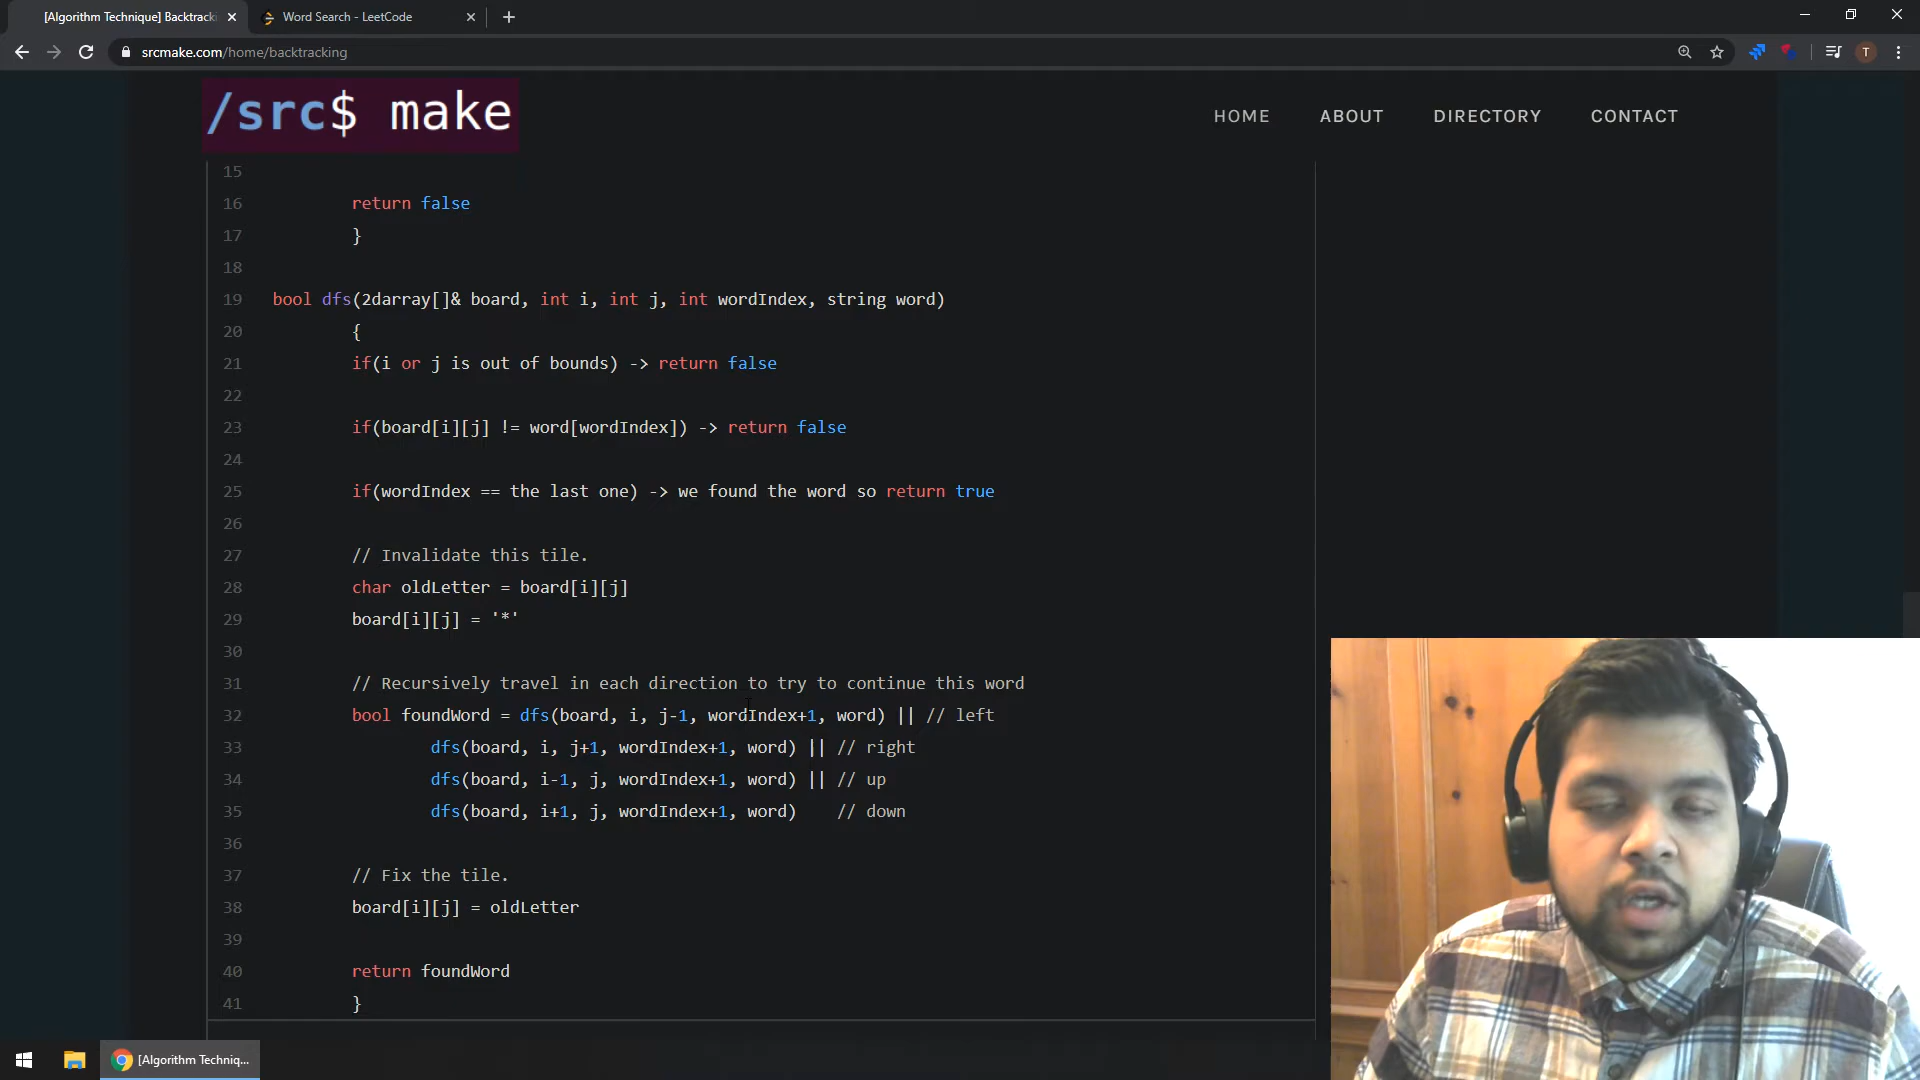 [Algorithm Technique] Backtracki
Word Search - LeetCode
srcmake.com/home/backtracking
T
/src$ make
HOME ABOUT DIRECTORY CONTACT
15
16 return false
17 }
18
19 bool dfs(2darray[]& board, int i, int j, int wordIndex, string word)
20 {
21 if(i or j is out of bounds) -> return false
22
23 if(board[i][j] != word[wordIndex]) -> return false
24
25 if(wordIndex == the last one) -> we found the word so return true
26
27 // Invalidate this tile.
28 char oldLetter = board[i][j]
29 board[i][j] = '*'
30
31 // Recursively travel in each direction to try to continue this word
32 bool foundWord = dfs(board, i, j-1, wordIndex+1, word) || // left
33 dfs(board, i, j+1, wordIndex+1, word) || // right
34 dfs(board, i-1, j, wordIndex+1, word) || // up
35 dfs(board, i+1, j, wordIndex+1, word) // down
36
37 // Fix the tile.
38 board[i][j] = oldLetter
39
40 return foundWord
41 }
[Algorithm Techniq...